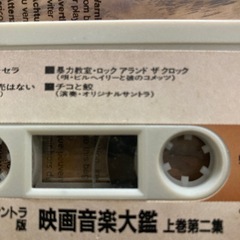 セラ
■暴力教室・ロック アランド ザ クロック
(唄・ビル・ヘイリーと彼のコメッツ)
はない
■チコと鮫
(演奏・オリジナルサントラ)
ントラ
版
映画音楽大鑑 上巻第二集